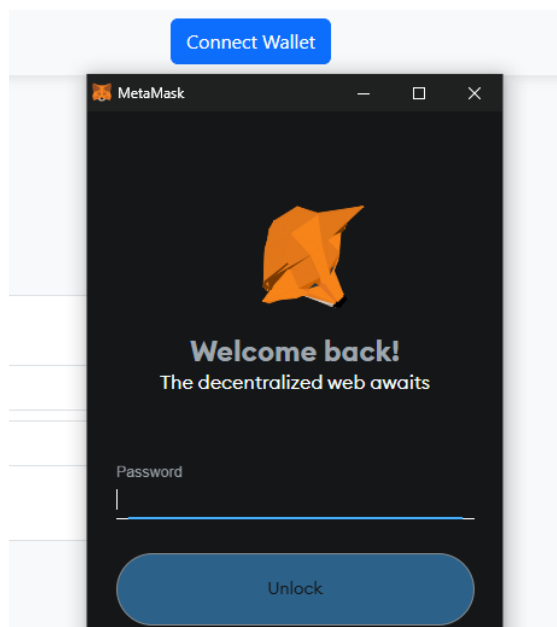 Connect Wallet
MetaMask
Welcome back!
The decentralized web awaits
Password
Unlock